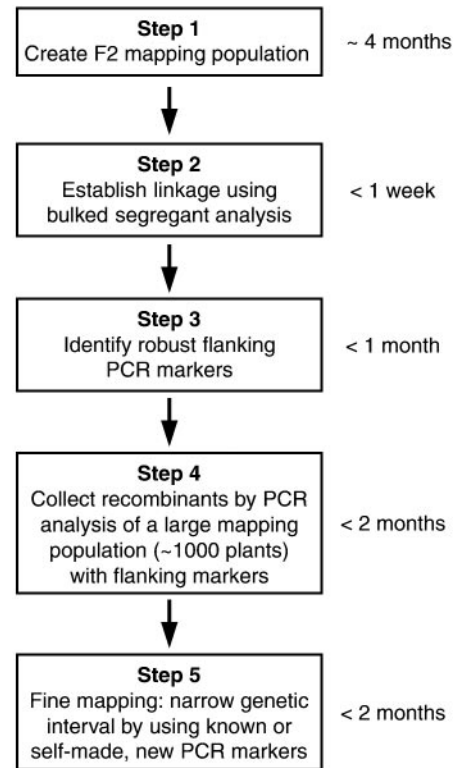 Step 1
Create F2 mapping population
~ 4 months
Step 2
Establish linkage using
bulked segregant analysis
< 1 week
Step 3
Identify robust flanking
PCR markers
< 1 month
Step 4
Collect recombinants by PCR
analysis of a large mapping
population (~1000 plants)
with flanking markers
< 2 months
Step 5
Fine mapping: narrow genetic
interval by using known or
self-made, new PCR markers
< 2 months